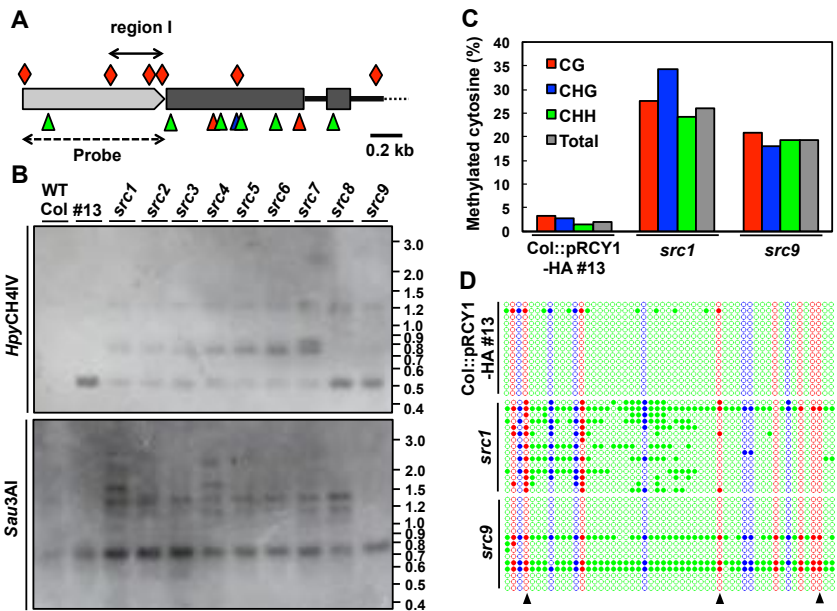 A
region I
Probe
0.2 kb
B
WT
Col #13 src1 src2 src3 src4 src5 src6 src7 src8 src9
HpyCH4IV
3.0
2.0
1.5
1.2
1.0
0.9
0.8
0.7
0.6
0.5
0.4
Sau3AI
3.0
2.0
1.5
1.2
1.0
0.9
0.8
0.7
0.6
0.5
0.4
C
Methylated cytosine (%)
40
35
30
25
20
15
10
5
0
CG
CHG
CHH
Total
Col::pRCY1
-HA #13
src1
src9
D
Col::pRCY1
-HA #13
src1
src9